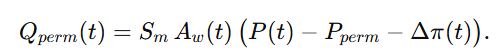 Q_{perm}(t) = S_m A_w(t) (P(t) − P_{perm} − Δπ(t)).